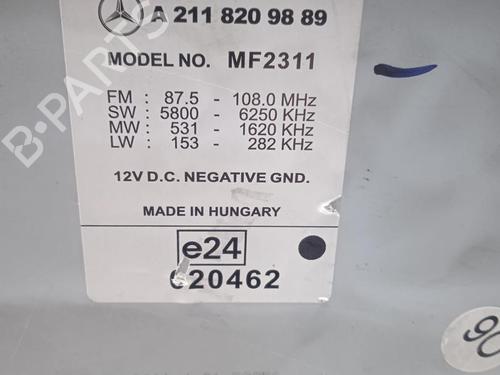 A 211 820 98 89
MODEL NO. MF2311
FM : 87.5 - 108.0 MHz
SW : 5800 - 6250 KHz
MW : 531 - 1620 KHz
LW : 153 - 282 KHz
12V D.C. NEGATIVE GND.
MADE IN HUNGARY
e24
020462
B-PARTS